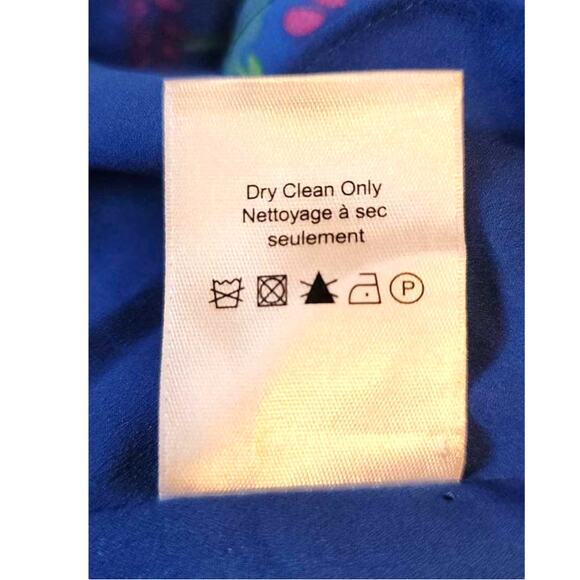 Dry Clean Only
Nettoyage à sec
seulement
P